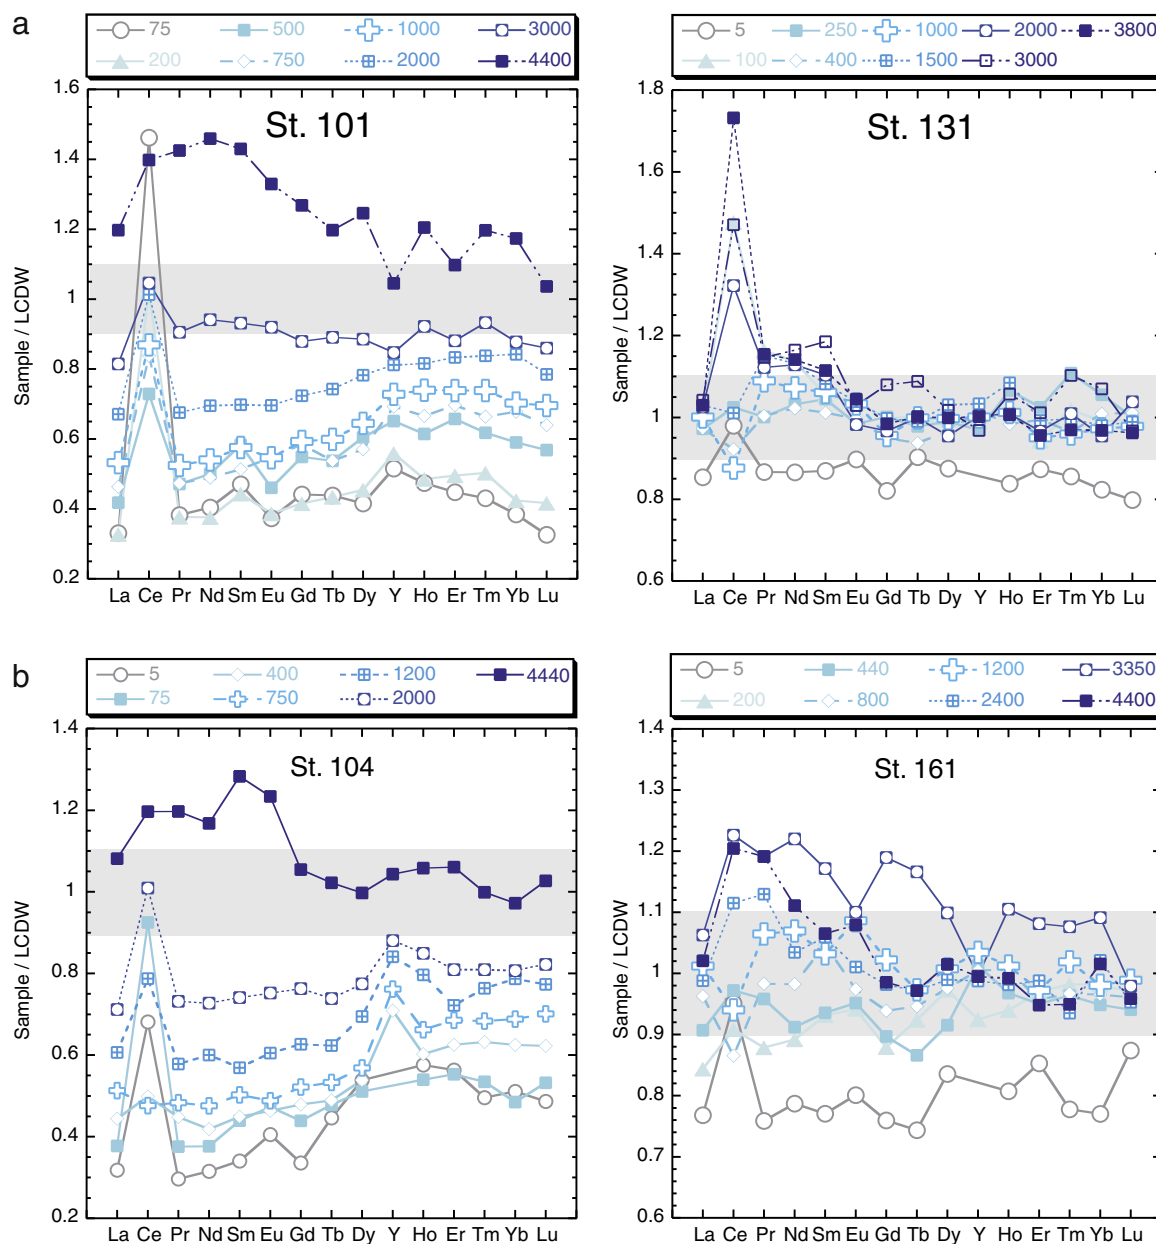 a
75 500 1000 3000
200 750 2000 4400
1.6
1.4
1.2
1
0.8
0.6
0.4
0.2
Sample / LCDW
St. 101
La Ce Pr Nd Sm Eu Gd Tb Dy Y Ho Er Tm Yb Lu
5 250 1000 2000 3800
100 400 1500 3000
1.8
1.6
1.4
1.2
1
0.8
0.6
Sample / LCDW
St. 131
La Ce Pr Nd Sm Eu Gd Tb Dy Y Ho Er Tm Yb Lu
b
5 400 1200 4440
75 750 2000
1.4
1.2
1
0.8
0.6
0.4
0.2
Sample / LCDW
St. 104
La Ce Pr Nd Sm Eu Gd Tb Dy Y Ho Er Tm Yb Lu
5 440 1200 3350
200 800 2400 4400
1.4
1.3
1.2
1.1
1
0.9
0.8
0.7
0.6
Sample / LCDW
St. 161
La Ce Pr Nd Sm Eu Gd Tb Dy Y Ho Er Tm Yb Lu